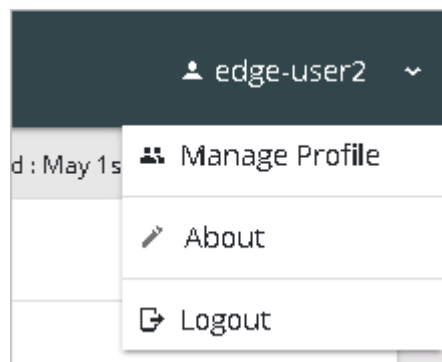 edge-user2
Manage Profile
d : May 1s
About
Logout